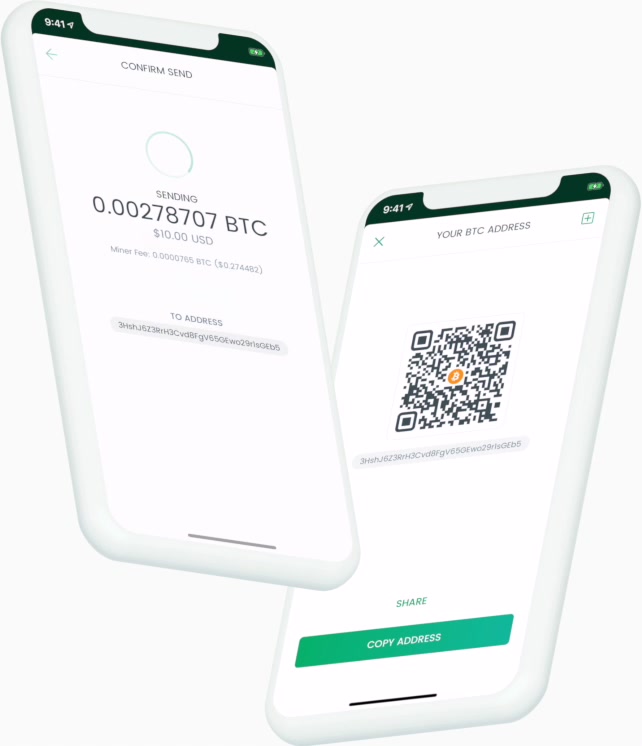 9:41
CONFIRM SEND
SENDING
0.00278707 BTC
$10.00 USD
Miner Fee: 0.0000765 BTC ($0.274482)
TO ADDRESS
3HshJ6Z3RrH3Cvd8FgV65GEwo29risGEb5
9:41
YOUR BTC ADDRESS
3HshJ6Z3RrH3Cvd8FgV65GEwo29risGEb5
SHARE
COPY ADDRESS